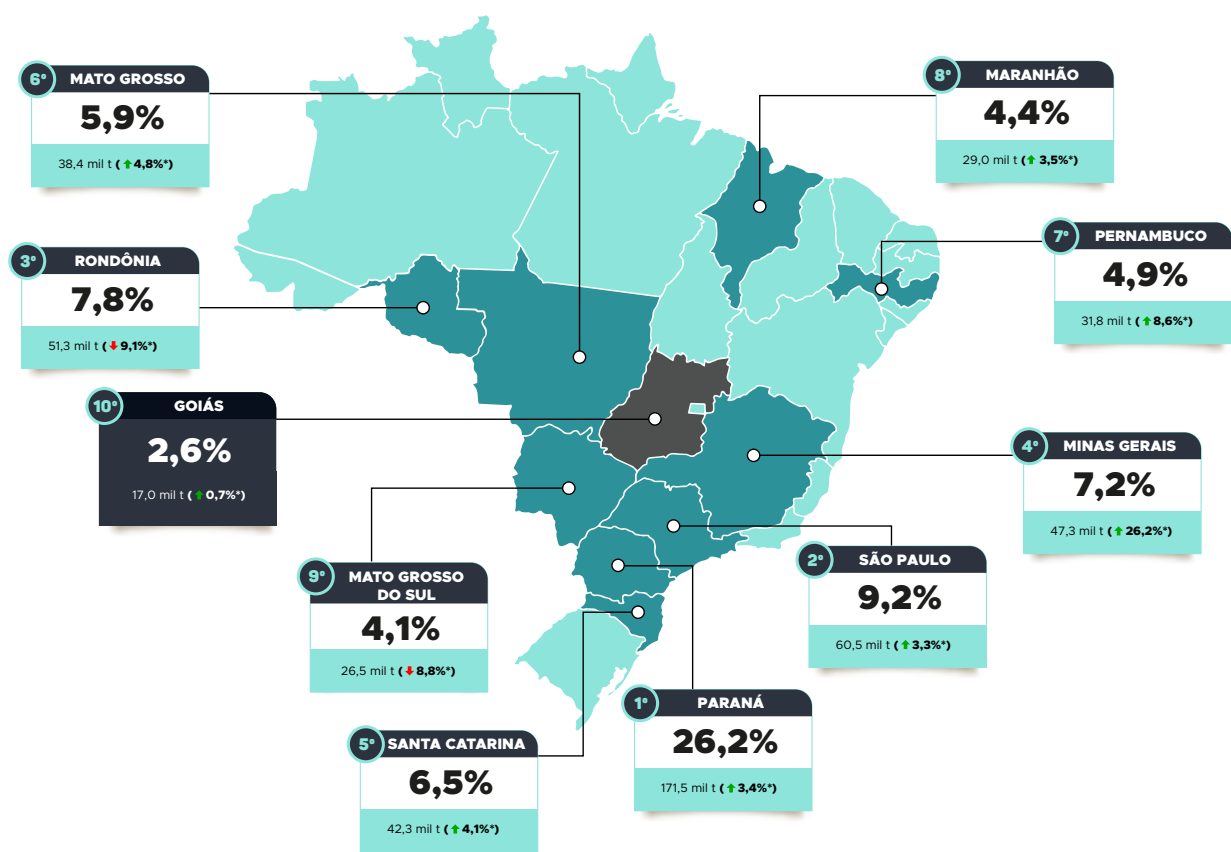 6º MATO GROSSO
5,9%
38,4 mil t (↑4,8%*)
8º MARANHÃO
4,4%
29,0 mil t (↑ 3,5%*)
7º PERNAMBUCO
4,9%
31,8 mil t (↑8,6%*)
3º RONDÔNIA
7,8%
51,3 mil t (↓9,1%*)
10º GOIÁS
2,6%
17,0 mil t (↑0,7%*)
4º MINAS GERAIS
7,2%
47,3 mil t (↑26,2%*)
9º MATO GROSSO
DO SUL
4,1%
26,5 mil t (↓8,8%*)
2º SÃO PAULO
9,2%
60,5 mil t (↑3,3%*)
1º PARANÁ
26,2%
171,5 mil t (↑3,4%*)
5º SANTA CATARINA
6,5%
42,3 mil t (↑4,1%*)